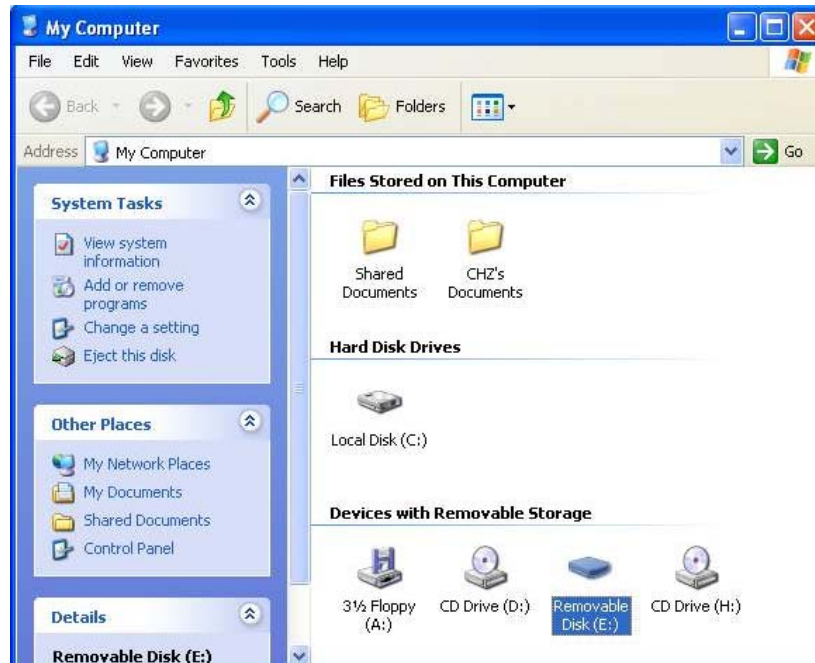 My Computer
File Edit View Favorites Tools Help
Back Search Folders
Address My Computer Go
System Tasks
View system
information
Add or remove
programs
Change a setting
Eject this disk
Other Places
My Network Places
My Documents
Shared Documents
Control Panel
Details
Removable Disk (E:)
Files Stored on This Computer
Shared
Documents
CHZ's
Documents
Hard Disk Drives
Local Disk (C:)
Devices with Removable Storage
3½ Floppy
(A:)
CD Drive (D:)
Removable
Disk (E:)
CD Drive (H:)